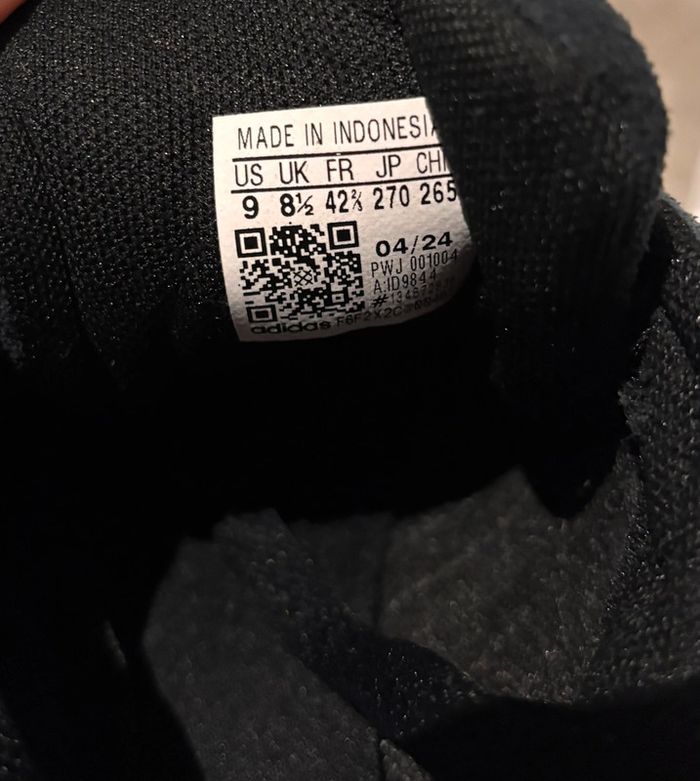 MADE IN INDONESIA
US UK FR JP CHN
9 8½ 42⅔ 270 265
04/24
PWJ 001004
A:ID9844
adidas